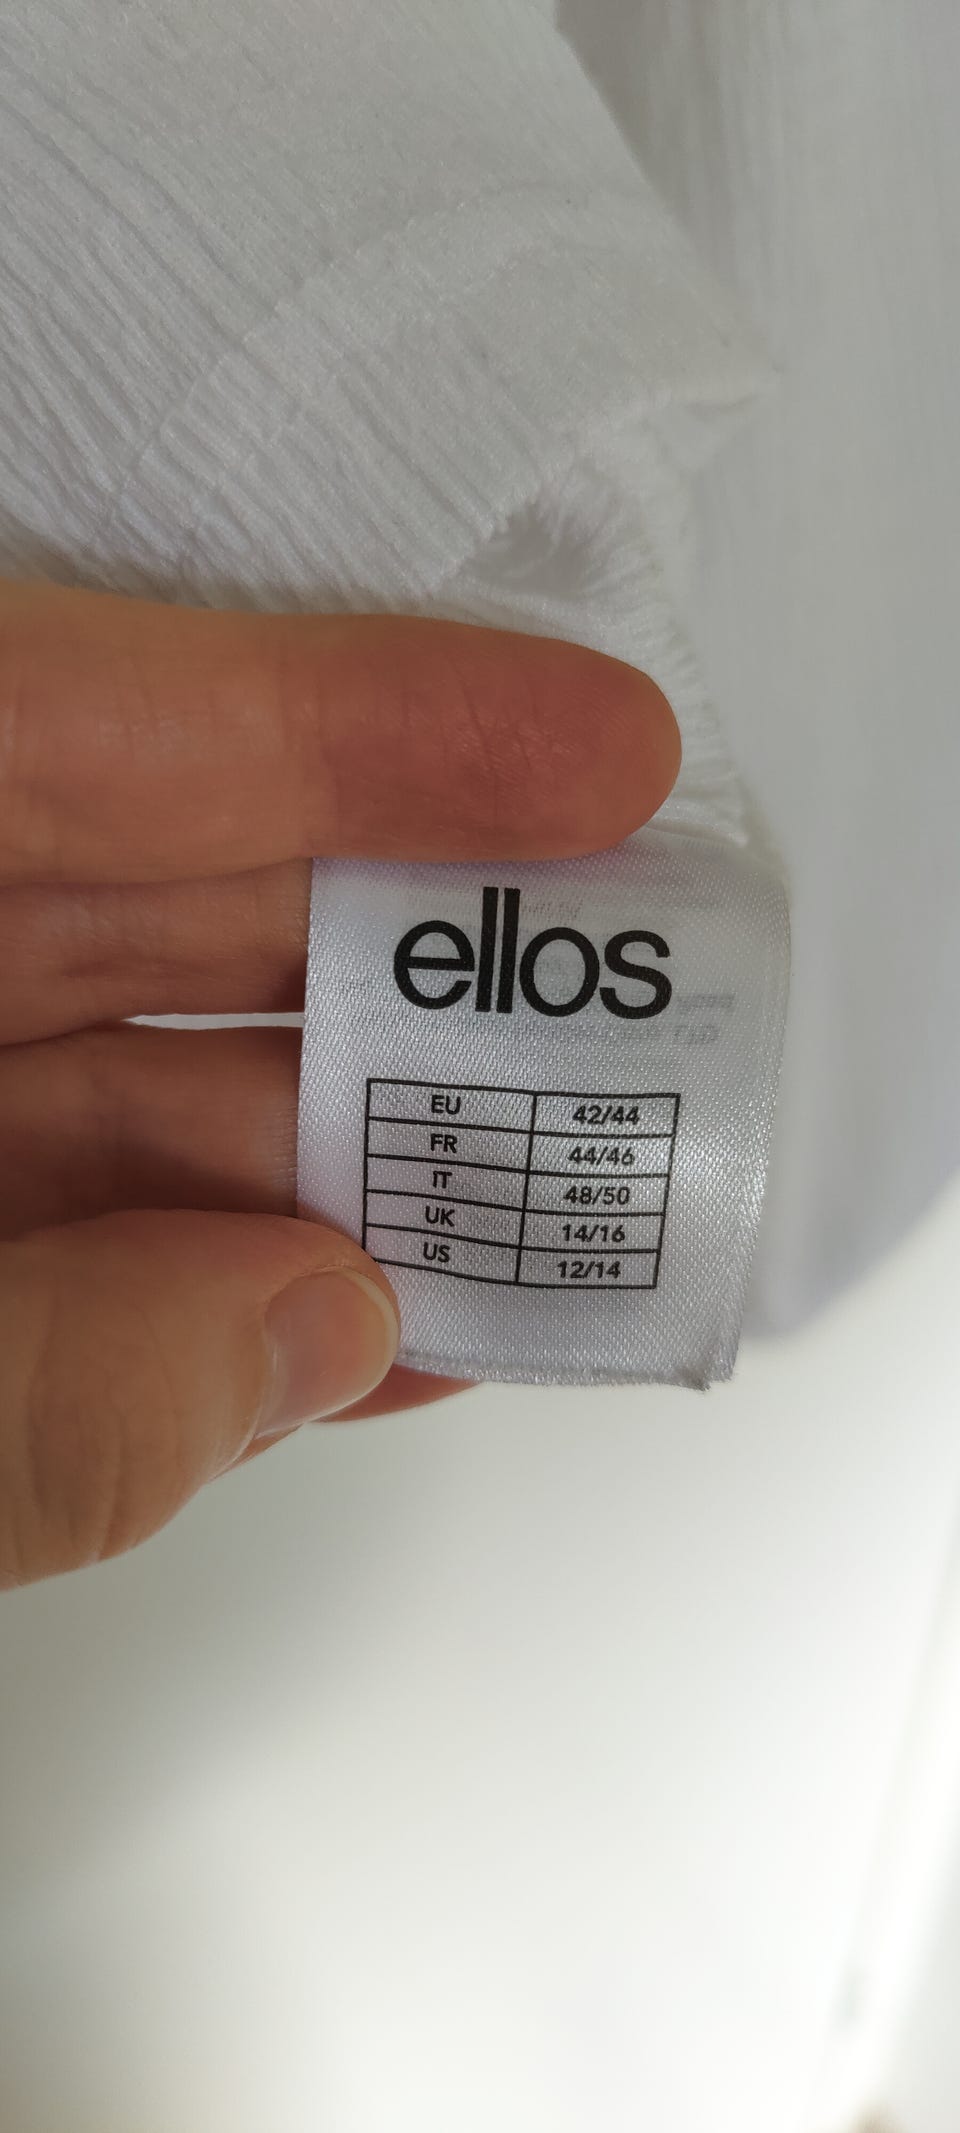 ellos
EU 42/44
FR 44/46
IT 48/50
UK 14/16
US 12/14